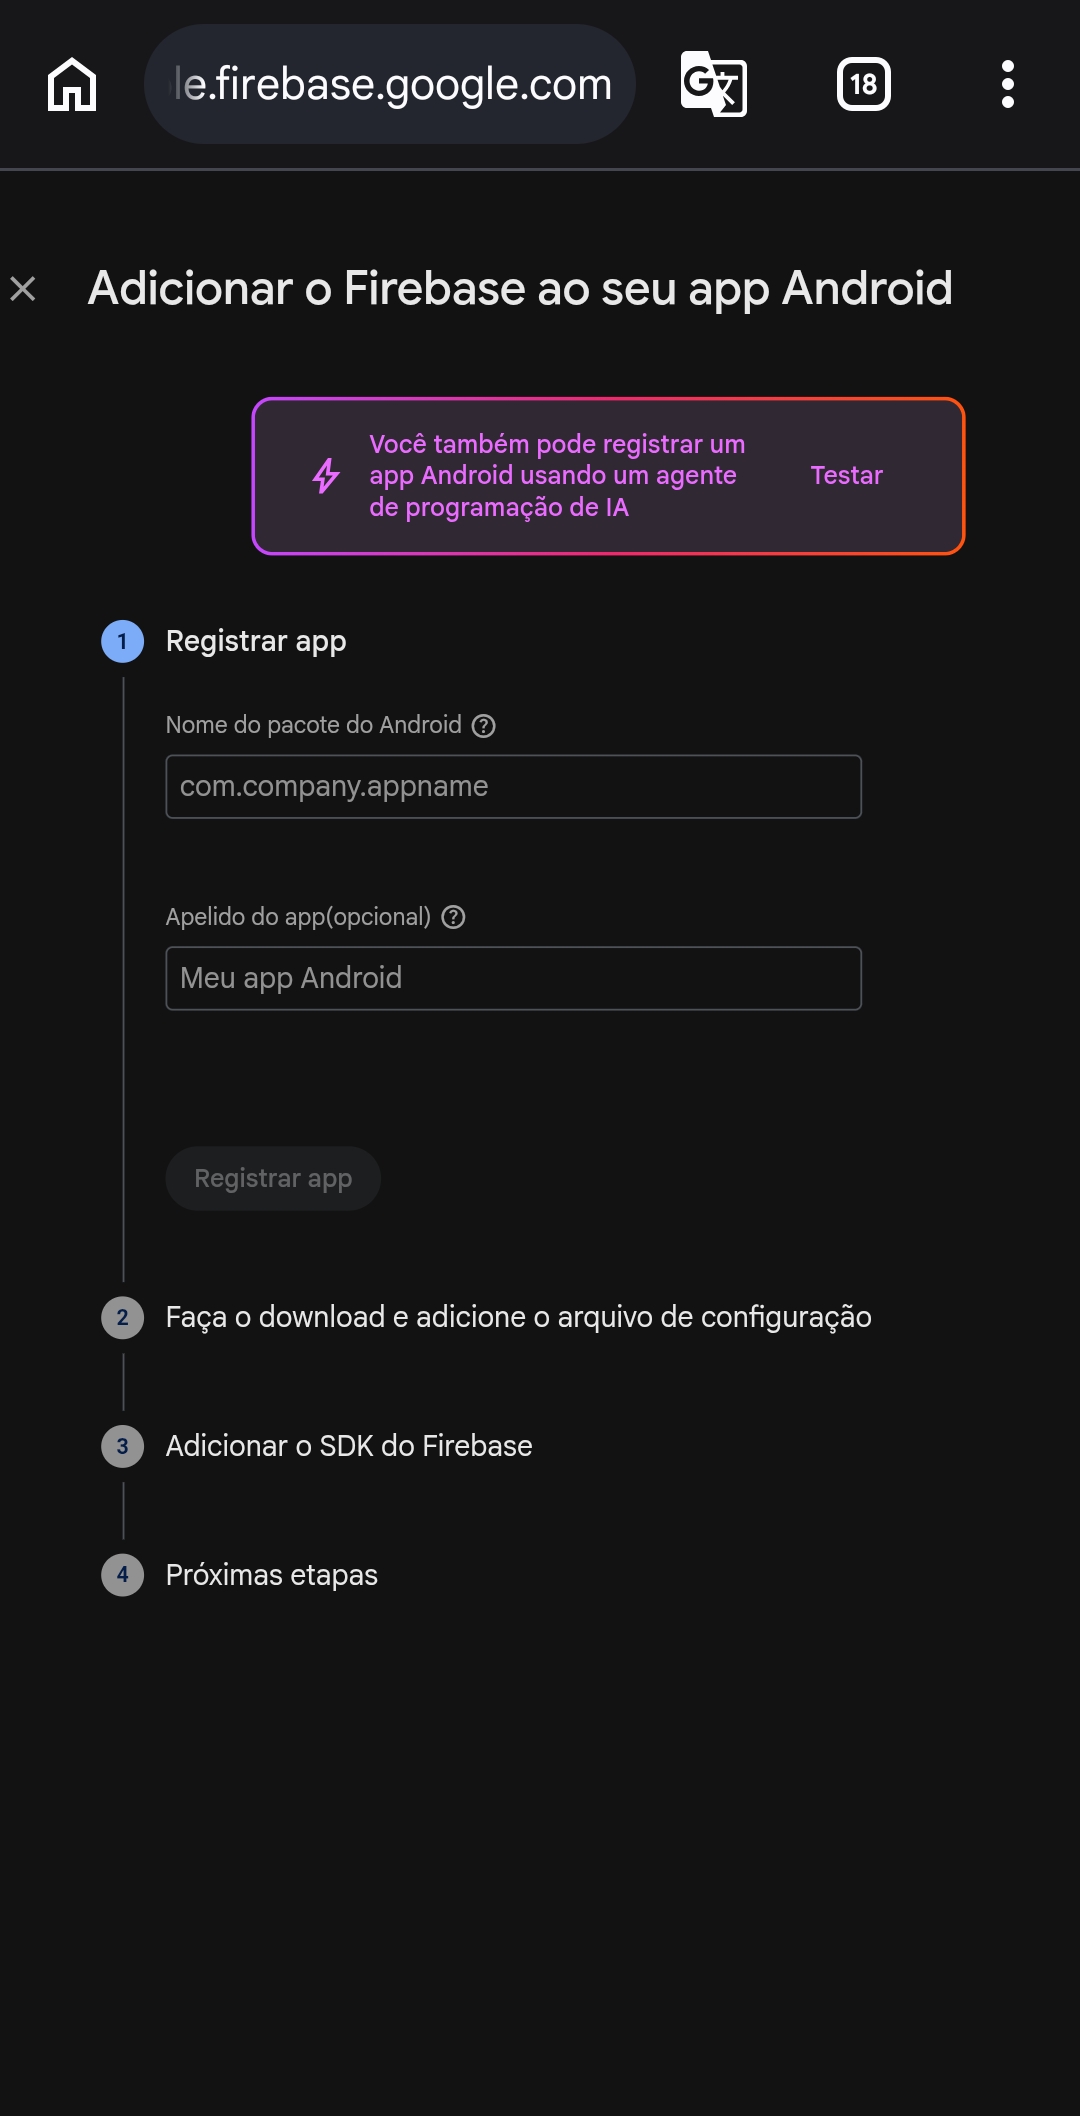 le.firebase.google.com
18
Adicionar o Firebase ao seu app Android
Você também pode registrar um
app Android usando um agente
de programação de IA
Testar
1 Registrar app
Nome do pacote do Android ?
com.company.appname
Apelido do app(opcional) ?
Meu app Android
Registrar app
2 Faça o download e adicione o arquivo de configuração
3 Adicionar o SDK do Firebase
4 Próximas etapas